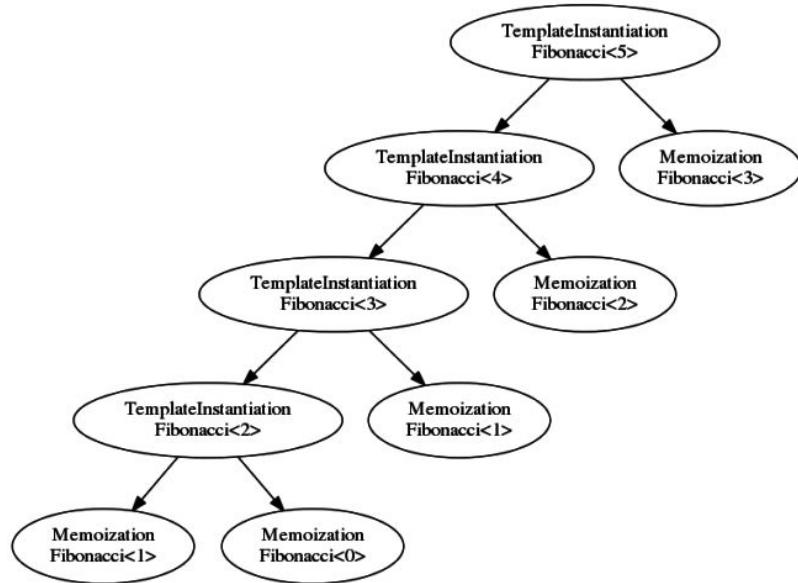 TemplateInstantiation
Fibonacci<5>
TemplateInstantiation
Fibonacci<4>
Memoization
Fibonacci<3>
TemplateInstantiation
Fibonacci<3>
Memoization
Fibonacci<2>
TemplateInstantiation
Fibonacci<2>
Memoization
Fibonacci<1>
Memoization
Fibonacci<1>
Memoization
Fibonacci<0>